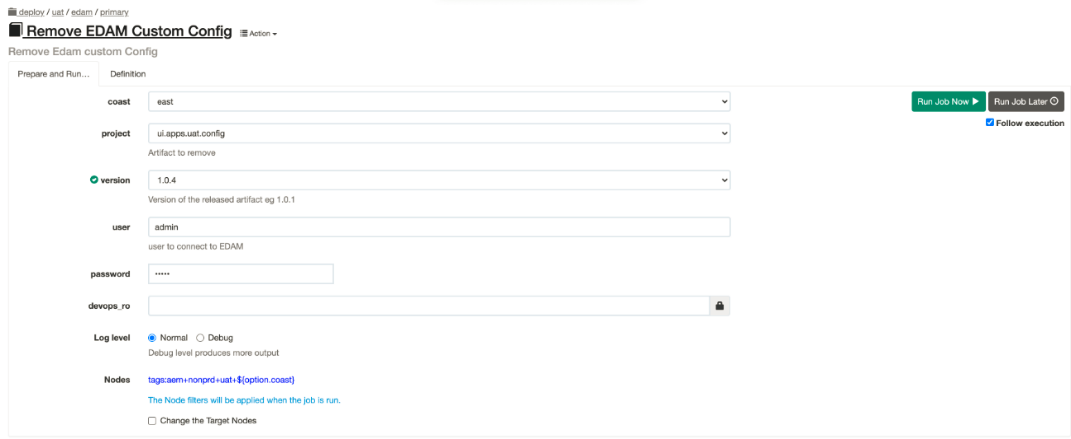 deploy / uat / edam / primary
Remove EDAM Custom Config Action
Remove Edam custom Config
Prepare and Run... Definition
coast east Run Job Now Run Job Later
Follow execution
project ui.apps.uat.config
Artifact to remove
version 1.0.4
Version of the released artifact eg 1.0.1
user admin
user to connect to EDAM
password •••••
devops_ro
Log level Normal Debug
Debug level produces more output
Nodes tags:aem+nonprd+uat+${option.coast}
The Node filters will be applied when the job is run.
Change the Target Nodes